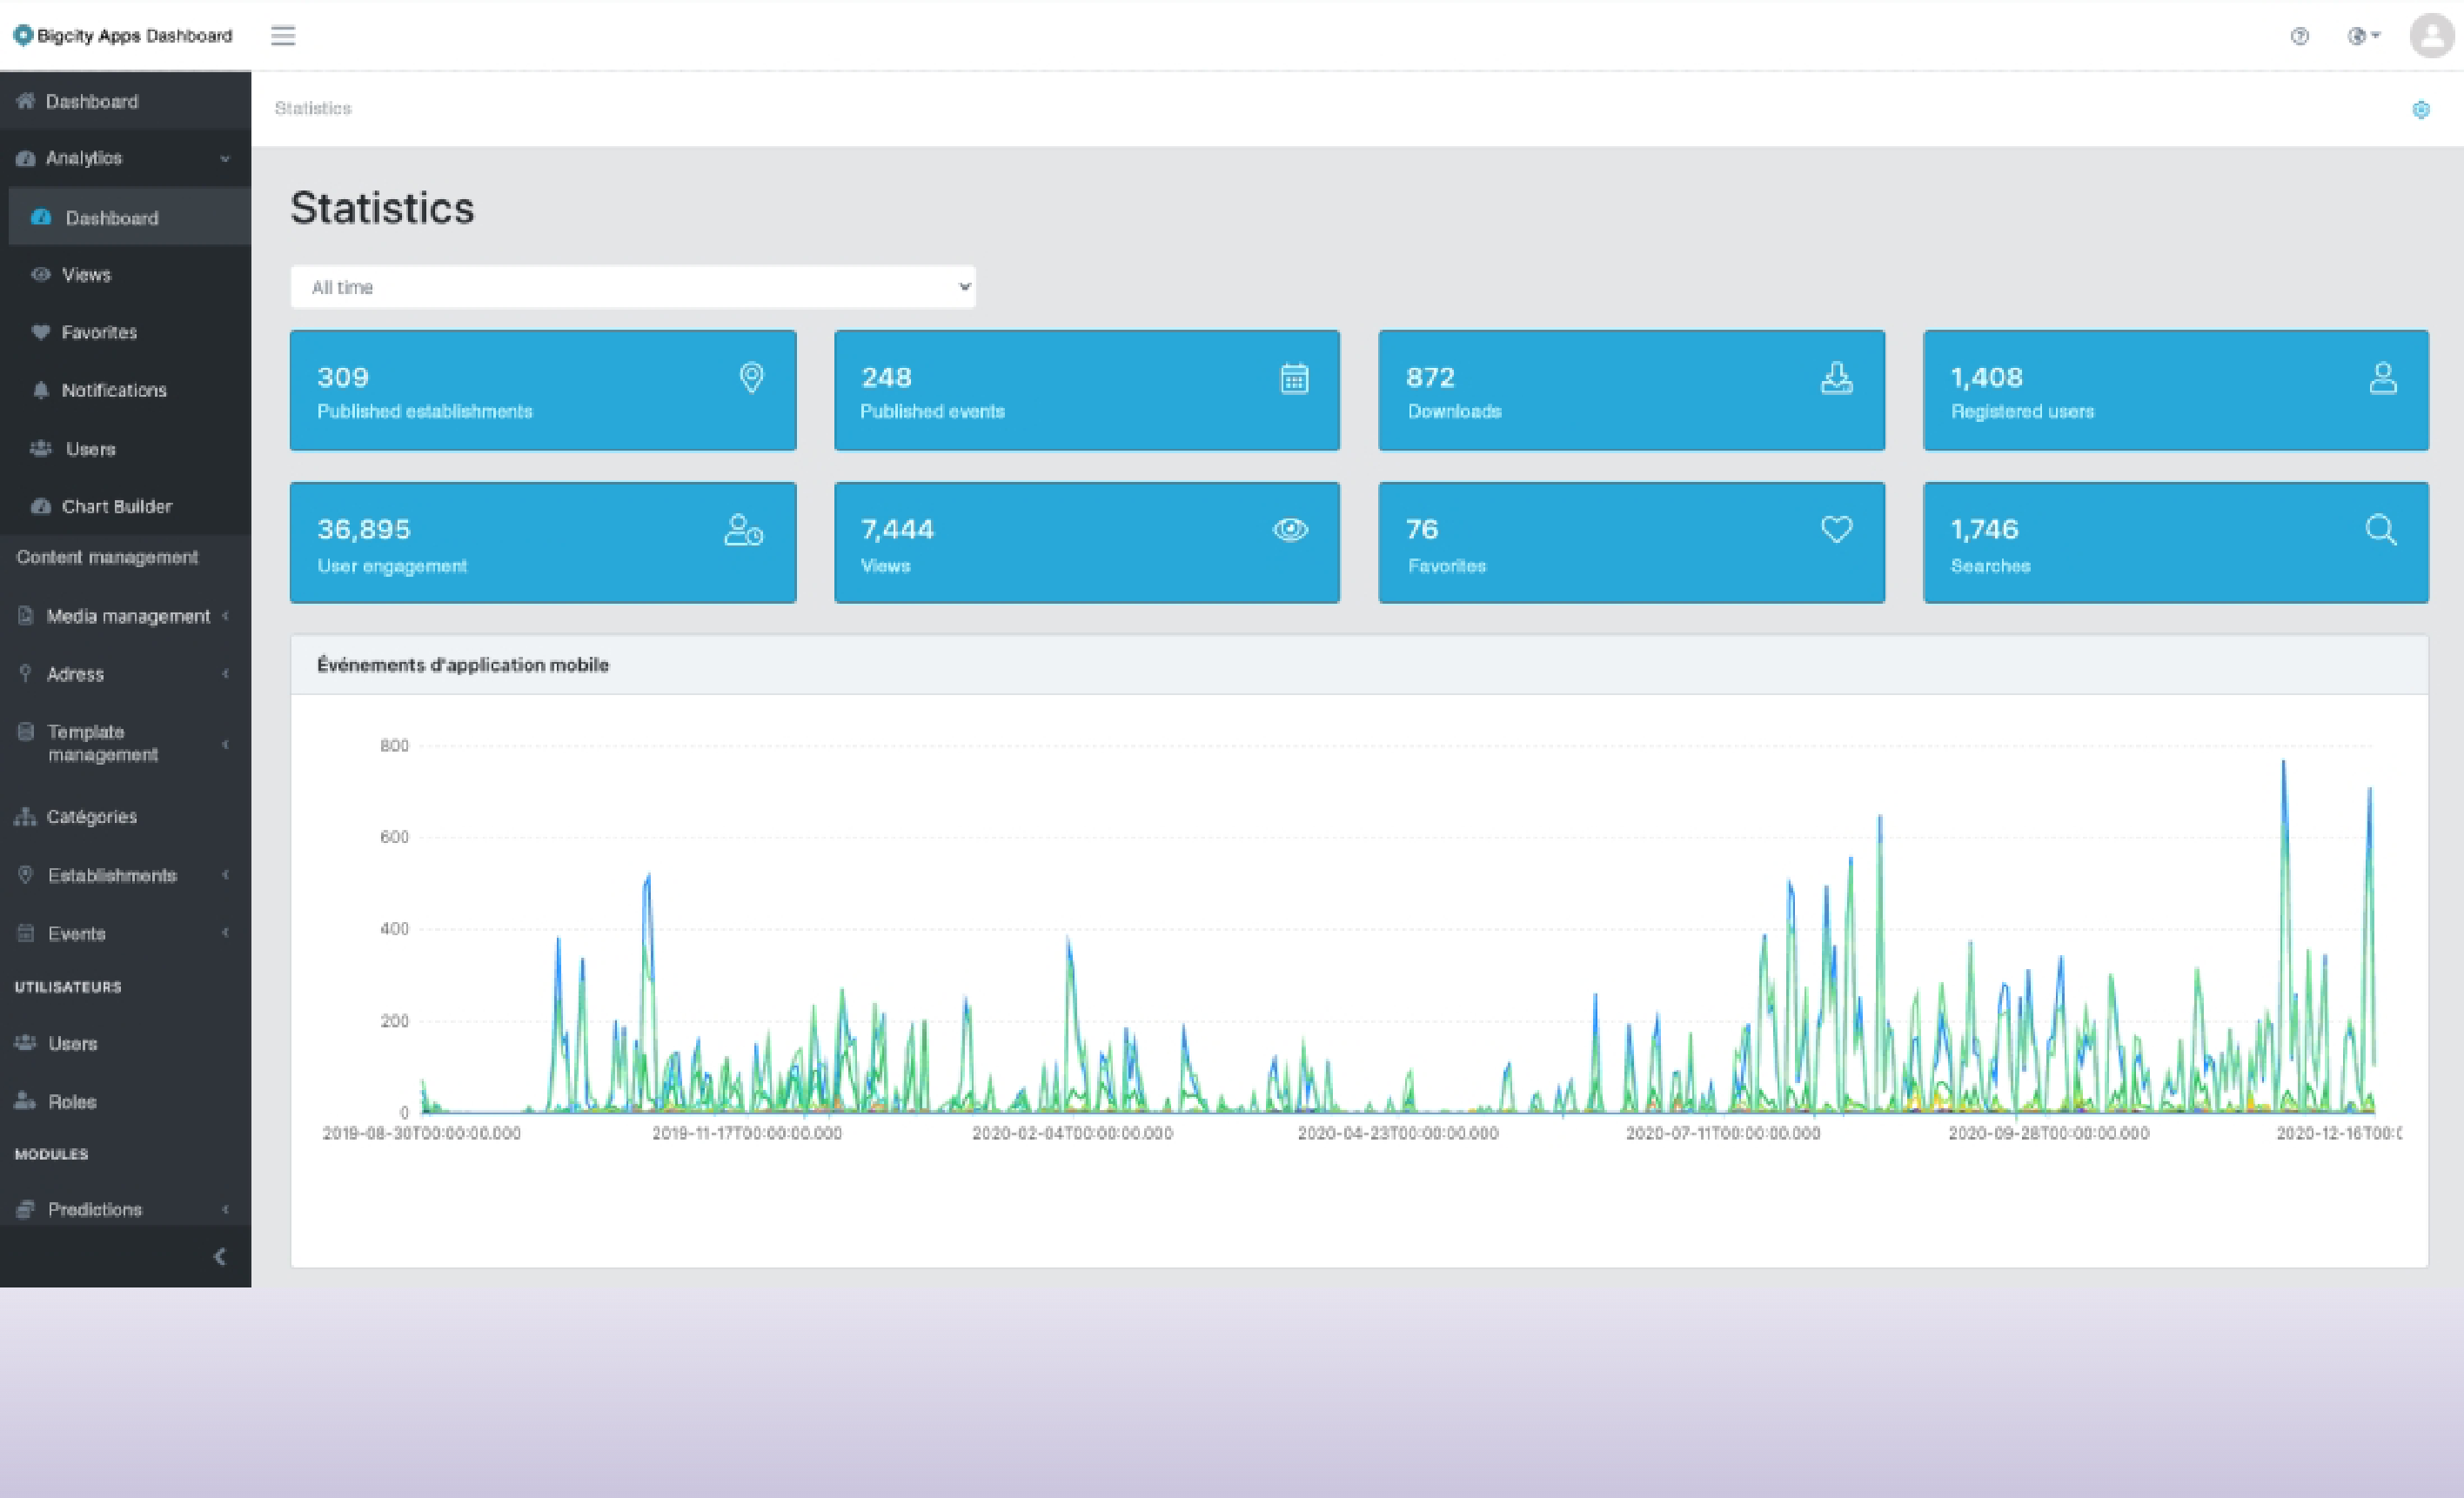 Bigcity Apps Dashboard
Dashboard
Analytics
Dashboard
Views
Favorites
Notifications
Users
Chart Builder
Content management
Media management
Adress
Template
management
Catégories
Establishments
Events
UTILISATEURS
Users
Roles
MODULES
Predictions
Statistics
Statistics
All time
309
Published establishments
248
Published events
872
Downloads
1,408
Registered users
36,895
User engagement
7,444
Views
76
Favorites
1,746
Searches
Événements d'application mobile
800
600
400
200
0
2019-08-30T00:00:00.000
2019-11-17T00:00:00.000
2020-02-04T00:00:00.000
2020-04-23T00:00:00.000
2020-07-11T00:00:00.000
2020-09-28T00:00:00.000
2020-12-16T00:0